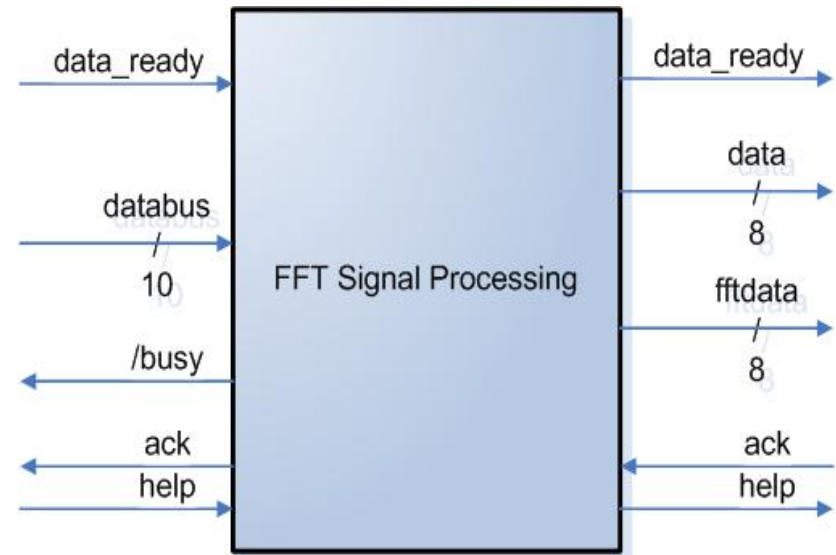 data_ready
databus
/
10
/busy
ack
help
FFT Signal Processing
data_ready
data
/
8
fftdata
/
8
ack
help